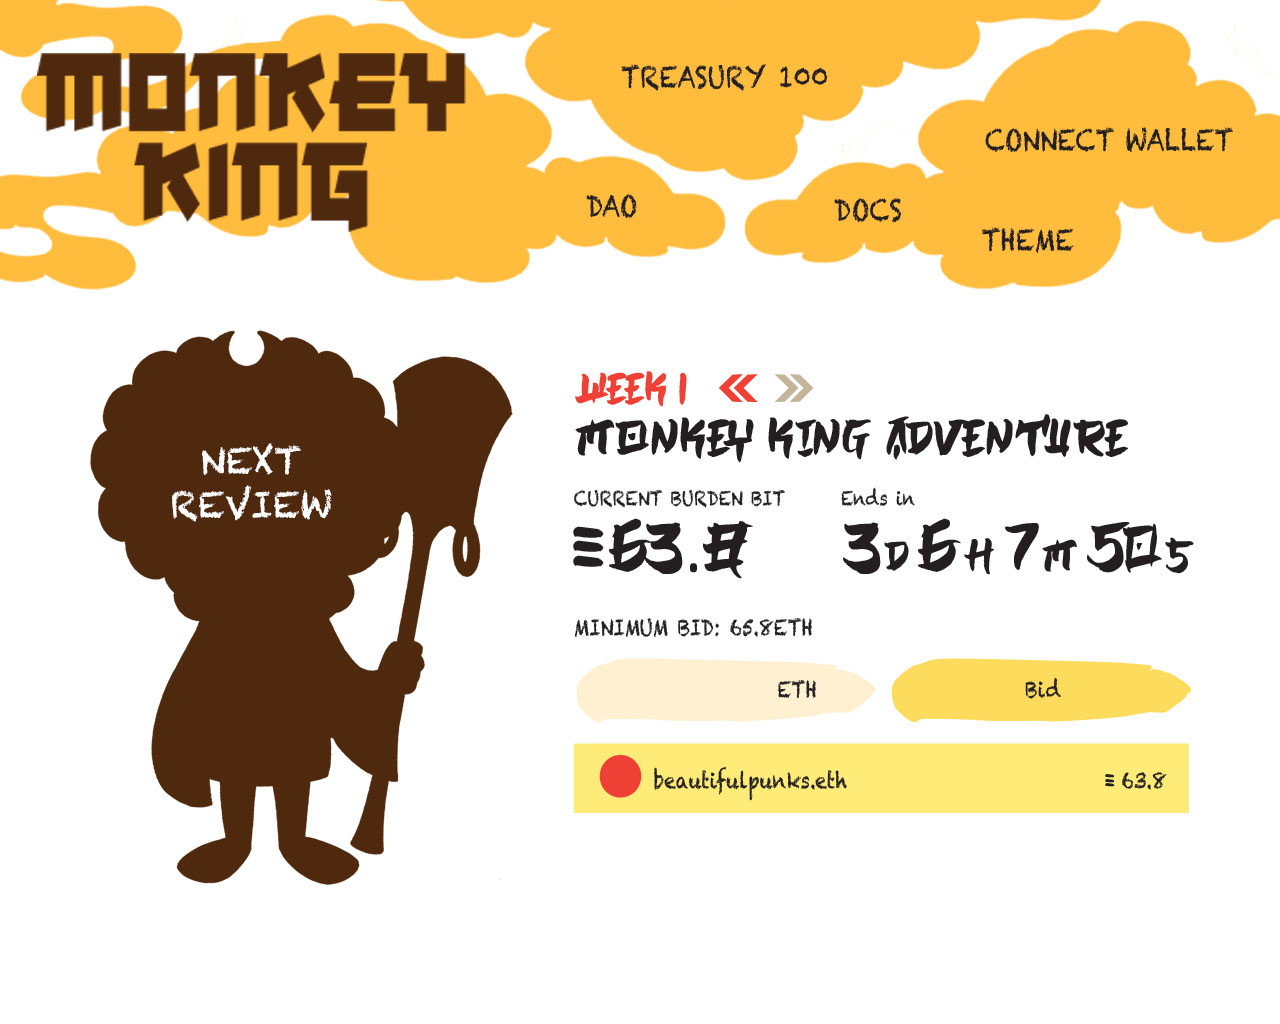 MONKEY
KING
TREASURY 100
CONNECT WALLET
DAO
DOCS
THEME
NEXT
REVIEW
WEEK 1
MONKEY KING ADVENTURE
CURRENT BURDEN BIT
Ends in
Ξ63.8
3D 6H 7M 50S
MINIMUM BID: 65.8ETH
ETH
Bid
beautifulpunks.eth
Ξ 63.8